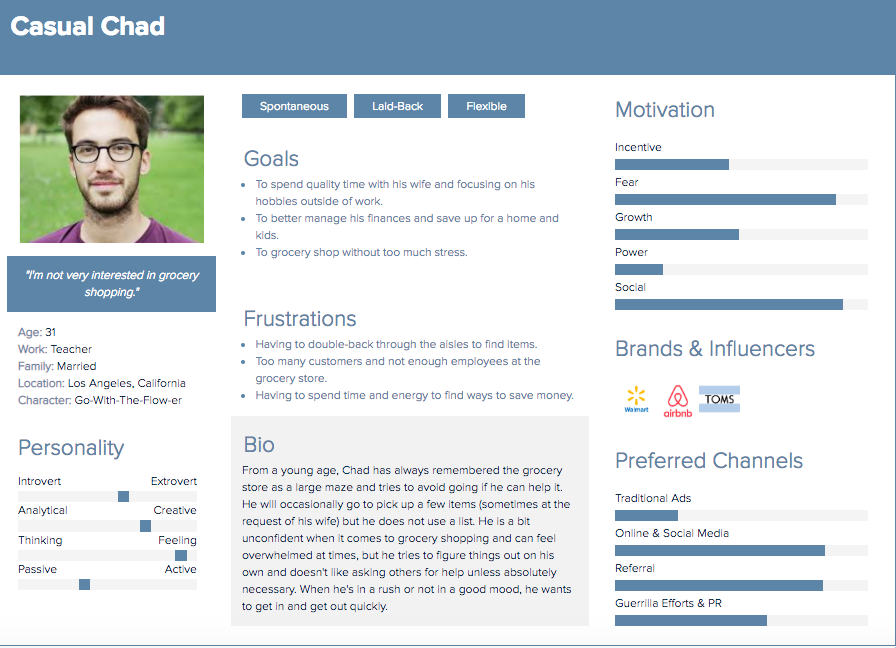 Casual Chad
"I'm not very interested in grocery
shopping."
Age: 31
Work: Teacher
Family: Married
Location: Los Angeles, California
Character: Go-With-The-Flow-er
Personality
Introvert Extrovert
Analytical Creative
Thinking Feeling
Passive Active
Spontaneous Laid-Back Flexible
Goals
• To spend quality time with his wife and focusing on his
hobbies outside of work.
• To better manage his finances and save up for a home and
kids.
• To grocery shop without too much stress.
Frustrations
• Having to double-back through the aisles to find items.
• Too many customers and not enough employees at the
grocery store.
• Having to spend time and energy to find ways to save money.
Bio
From a young age, Chad has always remembered the grocery
store as a large maze and tries to avoid going if he can help it.
He will occasionally go to pick up a few items (sometimes at the
request of his wife) but he does not use a list. He is a bit
unconfident when it comes to grocery shopping and can feel
overwhelmed at times, but he tries to figure things out on his
own and doesn't like asking others for help unless absolutely
necessary. When he's in a rush or not in a good mood, he wants
to get in and get out quickly.
Motivation
Incentive
Fear
Growth
Power
Social
Brands & Influencers
Walmart airbnb TOMS
Preferred Channels
Traditional Ads
Online & Social Media
Referral
Guerrilla Efforts & PR